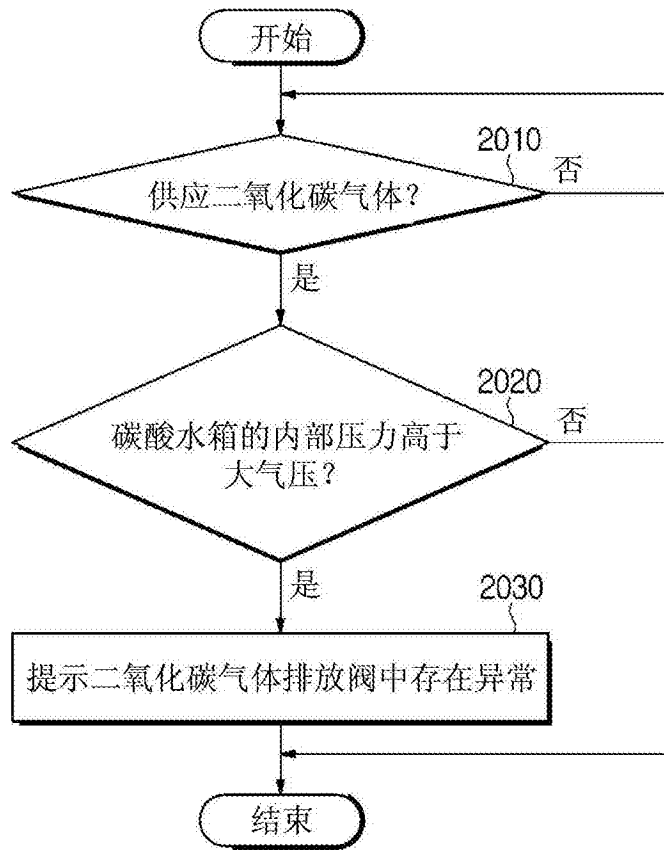 开始
2010
供应二氧化碳气体？
否
是
2020
碳酸水箱的内部压力高于
大气压？
否
是
2030
提示二氧化碳气体排放阀中存在异常
结束